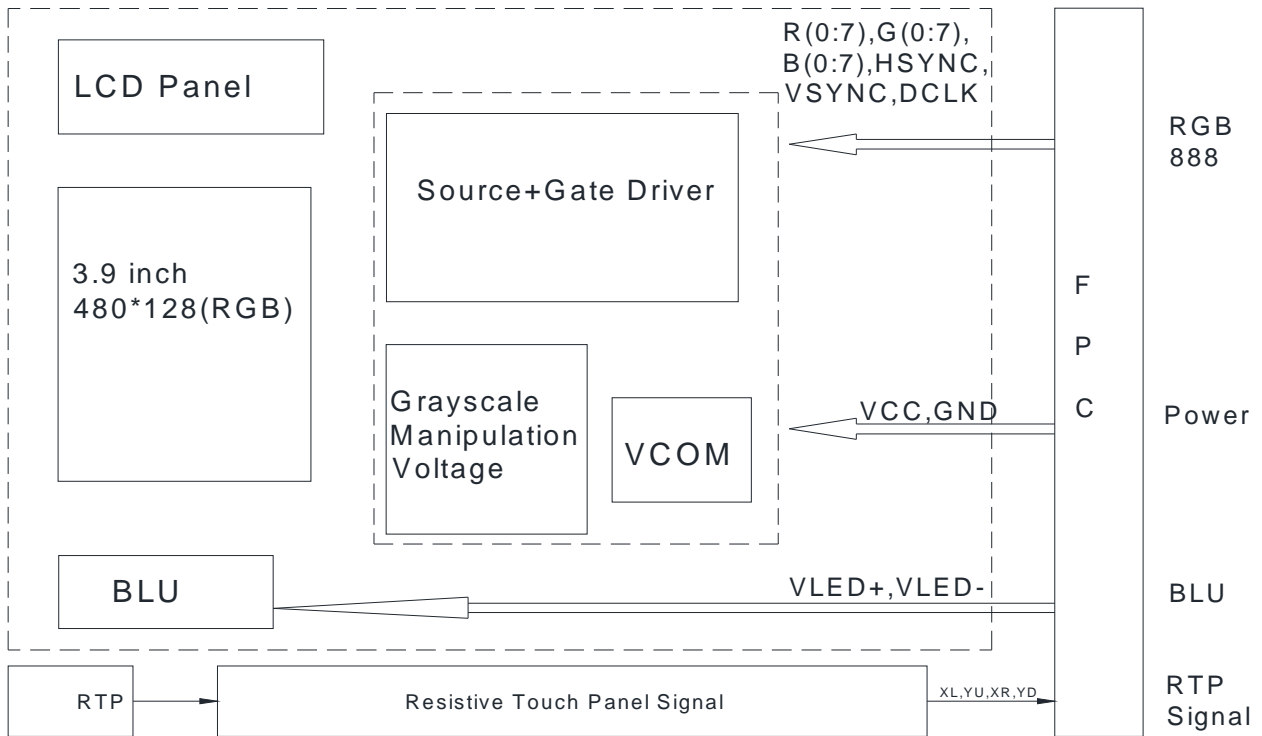 LCD Panel
3.9 inch
480*128(RGB)
Source+Gate Driver
Grayscale
Manipulation
Voltage
VCOM
BLU
R(0:7),G(0:7),
B(0:7),HSYNC,
VSYNC,DCLK
VCC,GND
VLED+,VLED-
F
P
C
RGB
888
Power
BLU
RTP
Resistive Touch Panel Signal
XL,YU,XR,YD
RTP
Signal